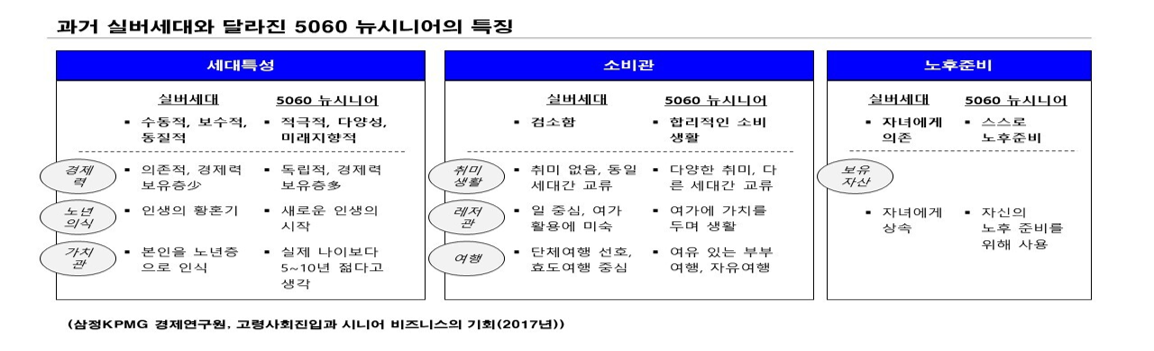 과거 실버세대와 달라진 5060 뉴시니어의 특징
세대특성
실버세대 5060 뉴시니어
▪ 수동적, 보수적, ▪ 적극적, 다양성,
동질적 미래지향적
경제 ▪ 의존적, 경제력 ▪ 독립적, 경제력
력 보유층少 보유층多
노년 ▪ 인생의 황혼기 ▪ 새로운 인생의
의식 시작
가치 ▪ 본인을 노년층 ▪ 실제 나이보다
관 으로 인식 5~10년 젊다고
생각
소비관
실버세대 5060 뉴시니어
▪ 검소함 ▪ 합리적인 소비
생활
취미 ▪ 취미 없음, 동일 ▪ 다양한 취미, 다
생활 세대간 교류 른 세대간 교류
레저 ▪ 일 중심, 여가 ▪ 여가에 가치를
관 활용에 미숙 두며 생활
여행 ▪ 단체여행 선호, ▪ 여유 있는 부부
효도여행 중심 여행, 자유여행
노후준비
실버세대 5060 뉴시니어
▪ 자녀에게 ▪ 스스로
의존 노후준비
보유
자산
▪ 자녀에게 ▪ 자신의
상속 노후 준비를
위해 사용
(삼정KPMG 경제연구원, 고령사회진입과 시니어 비즈니스의 기회(2017년))